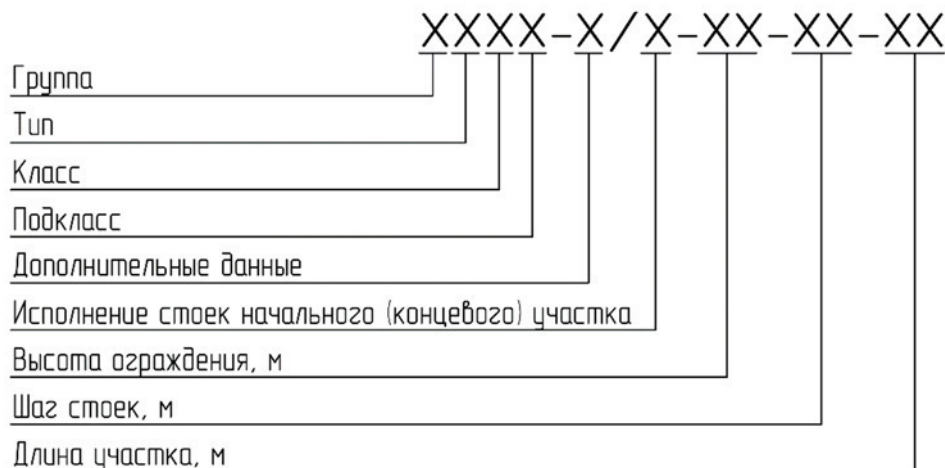 XXXX-X/X-XX-XX-XX
Группа
Тип
Класс
Подкласс
Дополнительные данные
Исполнение стоек начального (концевого) участка
Высота ограждения, м
Шаг стоек, м
Длина участка, м